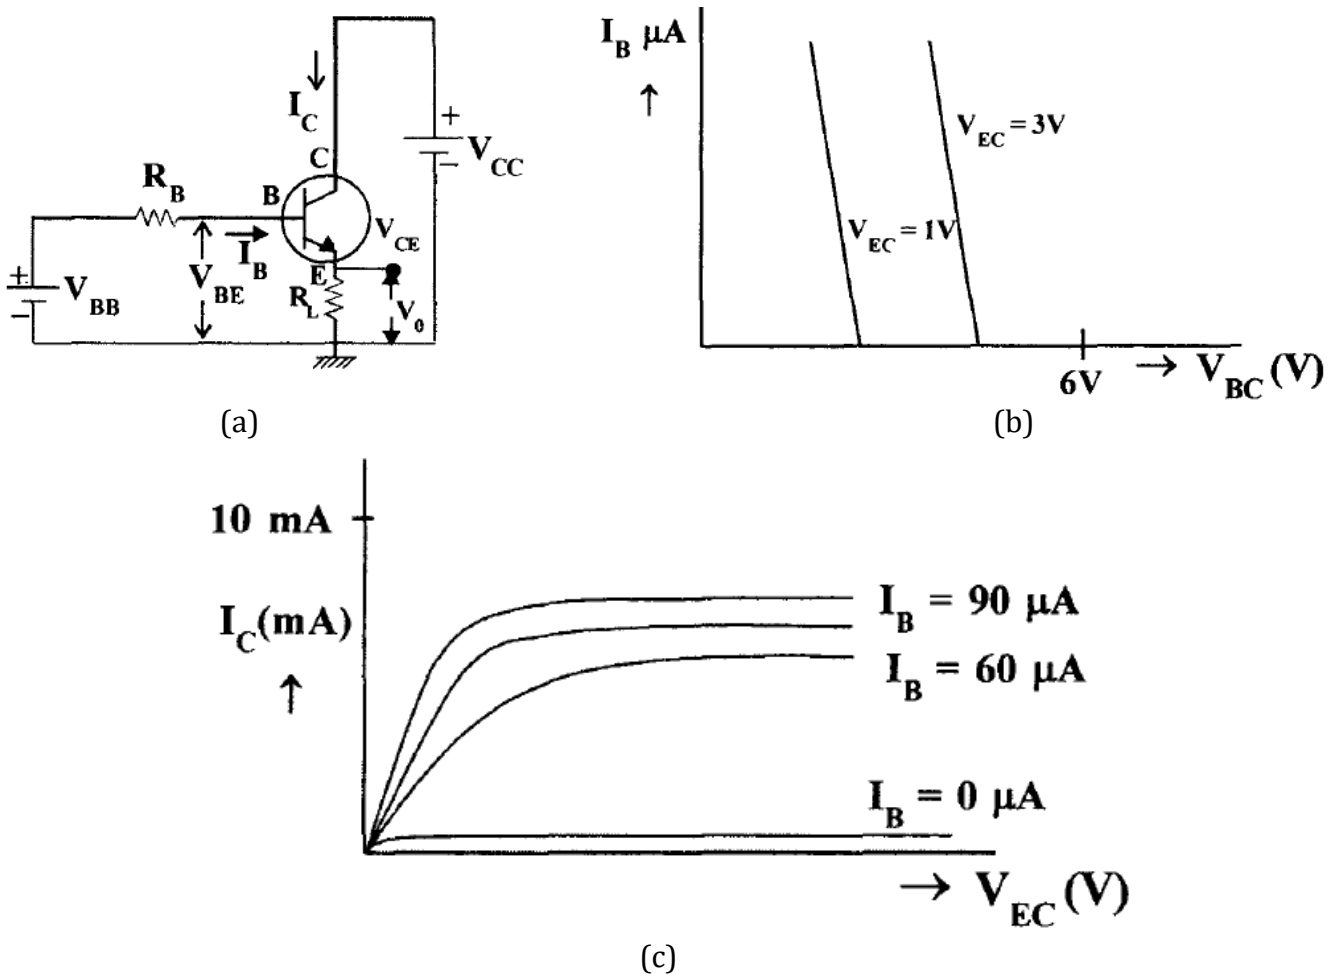 I_C
C
+
V_CC
−
R_B
B
I_B
V_CE
E
+
V_BB
−
V_BE
R_L
V_0
(a)
I_B μA
↑
V_EC = 3V
V_EC = 1V
6V
→ V_BC (V)
(b)
10 mA
I_C(mA)
↑
I_B = 90 μA
I_B = 60 μA
I_B = 0 μA
→ V_EC (V)
(c)